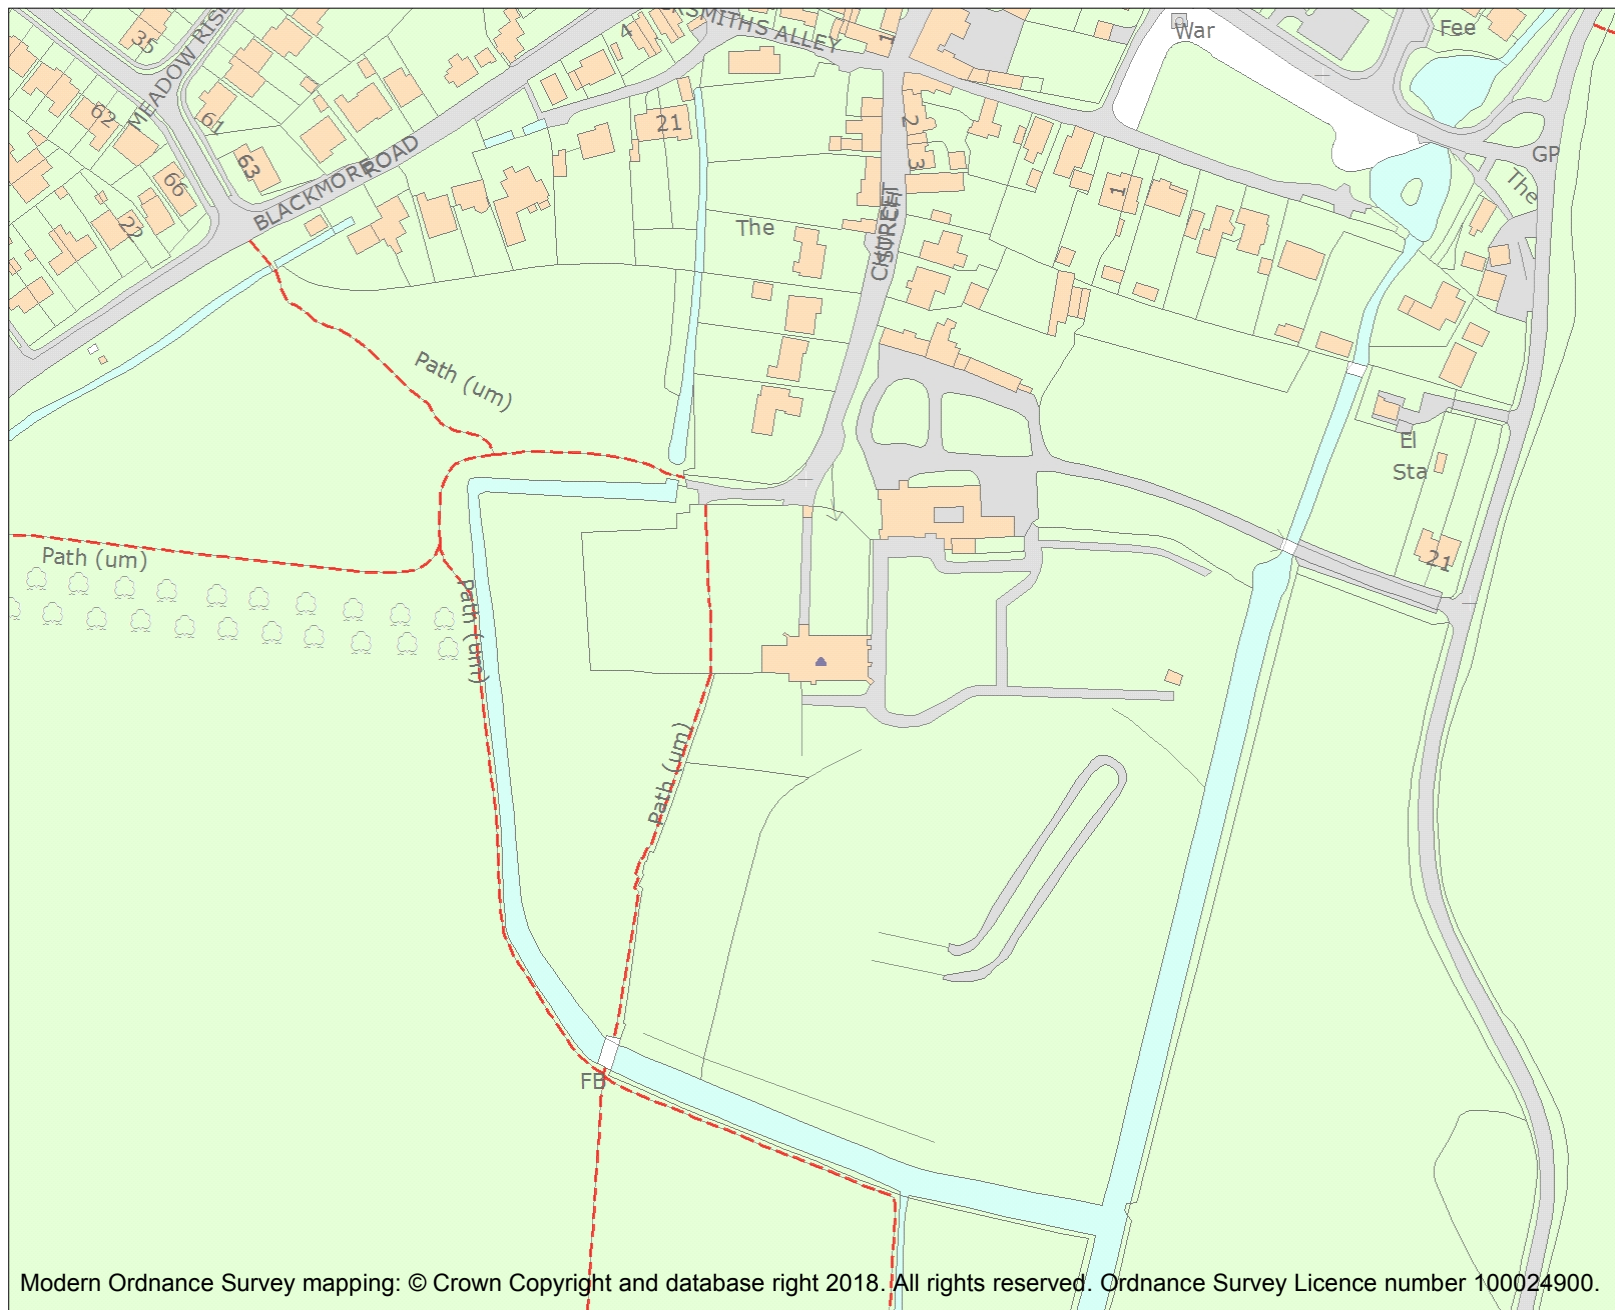 35
MEADOW RISE
4
KSMITHS ALLEY
1
War
Fee
62
61
21
2
GP
63
BLACKMORE
ROAD
3
66
1
The
22
The
STREET
Path (um)
El
Sta
Path (um)
21
Path (um)
Path (um)
FB
Modern Ordnance Survey mapping: © Crown Copyright and database right 2018. All rights reserved. Ordnance Survey Licence number 100024900.